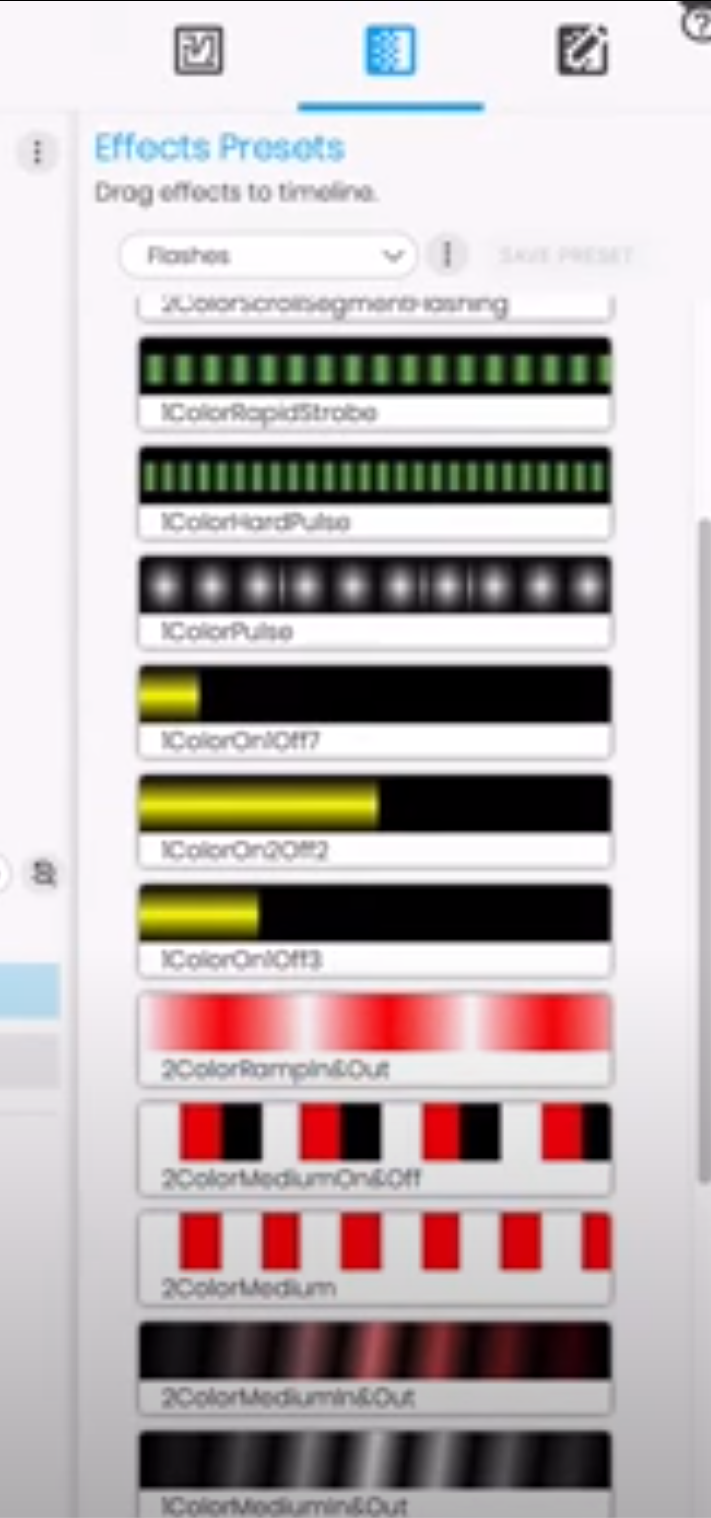 Effects Presets
Drag effects to timeline.
Flashes
SAVE PRESET
2ColorScrollSegmentFlashing
1ColorRapidStrobe
1ColorHardPulse
1ColorPulse
1ColorOn1Off7
1ColorOn2Off2
1ColorOn1Off3
2ColorRampIn&Out
2ColorMediumOn&Off
2ColorMedium
2ColorMediumIn&Out
1ColorMediumIn&Out